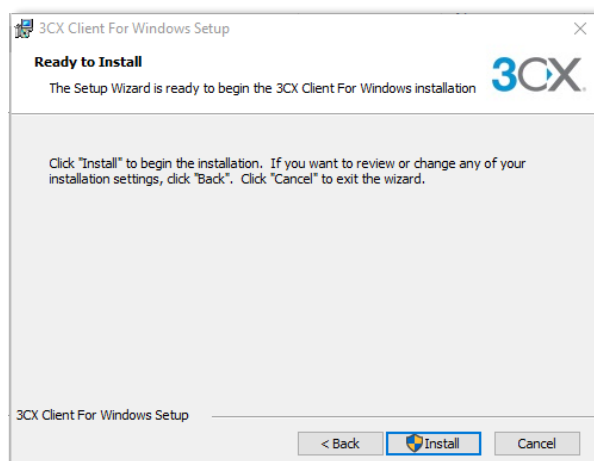 3CX Client For Windows Setup
Ready to Install
The Setup Wizard is ready to begin the 3CX Client For Windows installation
3CX
Click "Install" to begin the installation.  If you want to review or change any of your
installation settings, click "Back".  Click "Cancel" to exit the wizard.
3CX Client For Windows Setup
< Back
Install
Cancel